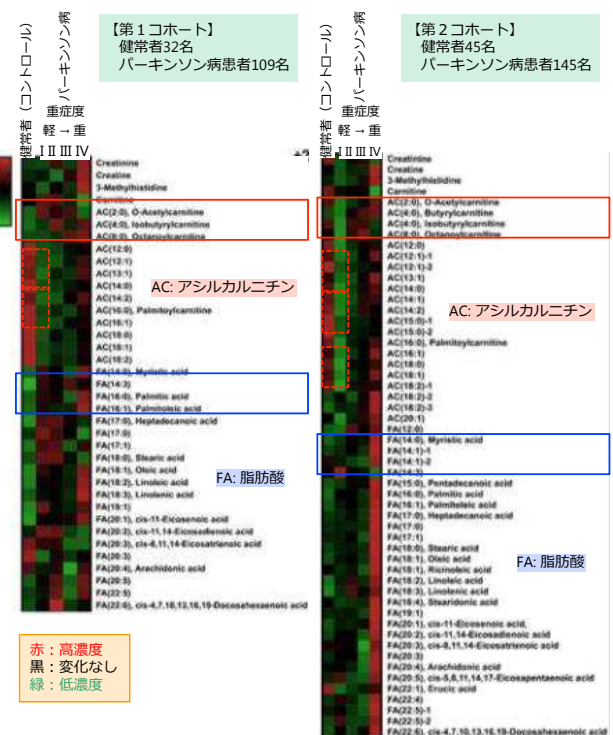 【第１コホート】
健常者32名
パーキンソン病患者109名
健常者（コントロール）
パーキンソン病
重症度
軽 → 重
I II III IV
Creatinine
Creatine
3-Methylhistidine
Carnitine
AC(2:0), O-Acetylcarnitine
AC(4:0), Isobutyrylcarnitine
AC(8:0), Octanoylcarnitine
AC(12:0)
AC(12:1)
AC(13:1)
AC(14:0)
AC(14:2)
AC(16:0), Palmitoylcarnitine
AC(16:1)
AC(18:0)
AC(18:1)
AC(18:2)
FA(14:0), Myristic acid
FA(14:3)
FA(16:0), Palmitic acid
FA(16:1), Palmitoleic acid
FA(17:0), Heptadecanoic acid
FA(17:0)
FA(17:1)
FA(18:0), Stearic acid
FA(18:1), Oleic acid
FA(18:2), Linoleic acid
FA(18:3), Linolenic acid
FA(19:1)
FA(20:1), cis-11-Eicosenoic acid
FA(20:2), cis-11,14-Eicosadienoic acid
FA(20:3), cis-8,11,14-Eicosatrienoic acid
FA(20:3)
FA(20:4), Arachidonic acid
FA(20:5)
FA(22:5)
FA(22:6), cis-4,7,10,13,16,19-Docosahexaenoic acid
AC: アシルカルニチン
FA: 脂肪酸
赤：高濃度
黒：変化なし
緑：低濃度
【第２コホート】
健常者45名
パーキンソン病患者145名
健常者（コントロール）
パーキンソン病
重症度
軽 → 重
I II III IV
Creatinine
Creatine
3-Methylhistidine
Carnitine
AC(2:0), O-Acetylcarnitine
AC(4:0), Butyrylcarnitine
AC(4:0), Isobutyrylcarnitine
AC(8:0), Octanoylcarnitine
AC(12:0)
AC(12:1)-1
AC(12:1)-2
AC(13:1)
AC(14:0)
AC(14:1)
AC(14:2)
AC(15:0)-1
AC(15:0)-2
AC(16:0), Palmitoylcarnitine
AC(16:1)
AC(18:0)
AC(18:1)
AC(18:2)-1
AC(18:2)-2
AC(18:2)-3
AC(20:1)
FA(12:0)
FA(14:0), Myristic acid
FA(14:1)-1
FA(14:1)-2
FA(14:3)
FA(15:0), Pentadecanoic acid
FA(16:0), Palmitic acid
FA(16:1), Palmitoleic acid
FA(17:0), Heptadecanoic acid
FA(17:0)
FA(17:1)
FA(18:0), Stearic acid
FA(18:1), Oleic acid
FA(18:1), Ricinoleic acid
FA(18:2), Linoleic acid
FA(18:3), Linolenic acid
FA(18:4), Stearidonic acid
FA(19:1)
FA(20:1), cis-11-Eicosenoic acid,
FA(20:2), cis-11,14-Eicosadienoic acid
FA(20:3), cis-8,11,14-Eicosatrienoic acid
FA(20:3)
FA(20:4), Arachidonic acid
FA(20:5), cis-5,8,11,14,17-Eicosapentaenoic acid
FA(22:1), Erucic acid
FA(22:4)
FA(22:5)-1
FA(22:5)-2
FA(22:6), cis-4,7,10,13,16,19-Docosahexaenoic acid
AC: アシルカルニチン
FA: 脂肪酸